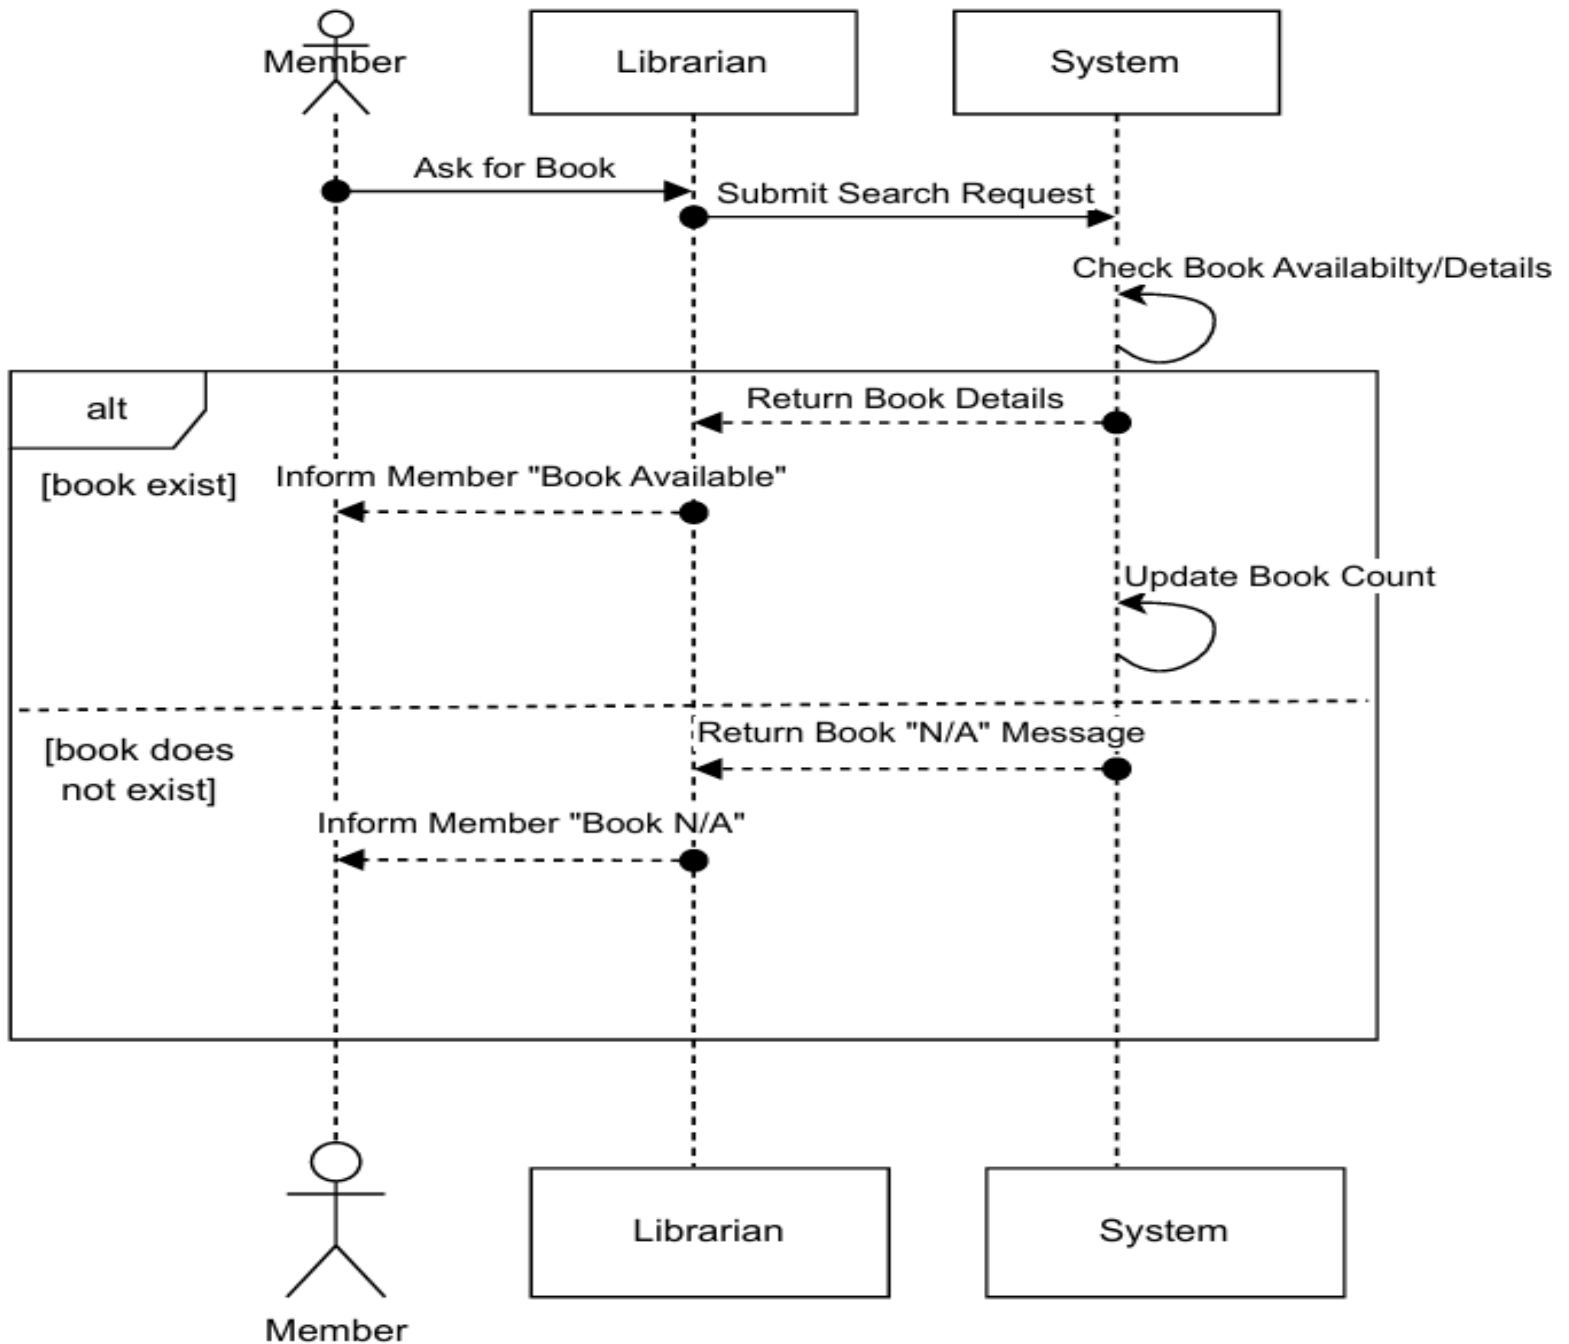 Member
Librarian
System
Ask for Book
Submit Search Request
Check Book Availabilty/Details
alt
Return Book Details
[book exist]
Inform Member "Book Available"
Update Book Count
Return Book "N/A" Message
[book does
not exist]
Inform Member "Book N/A"
Librarian
System
Member